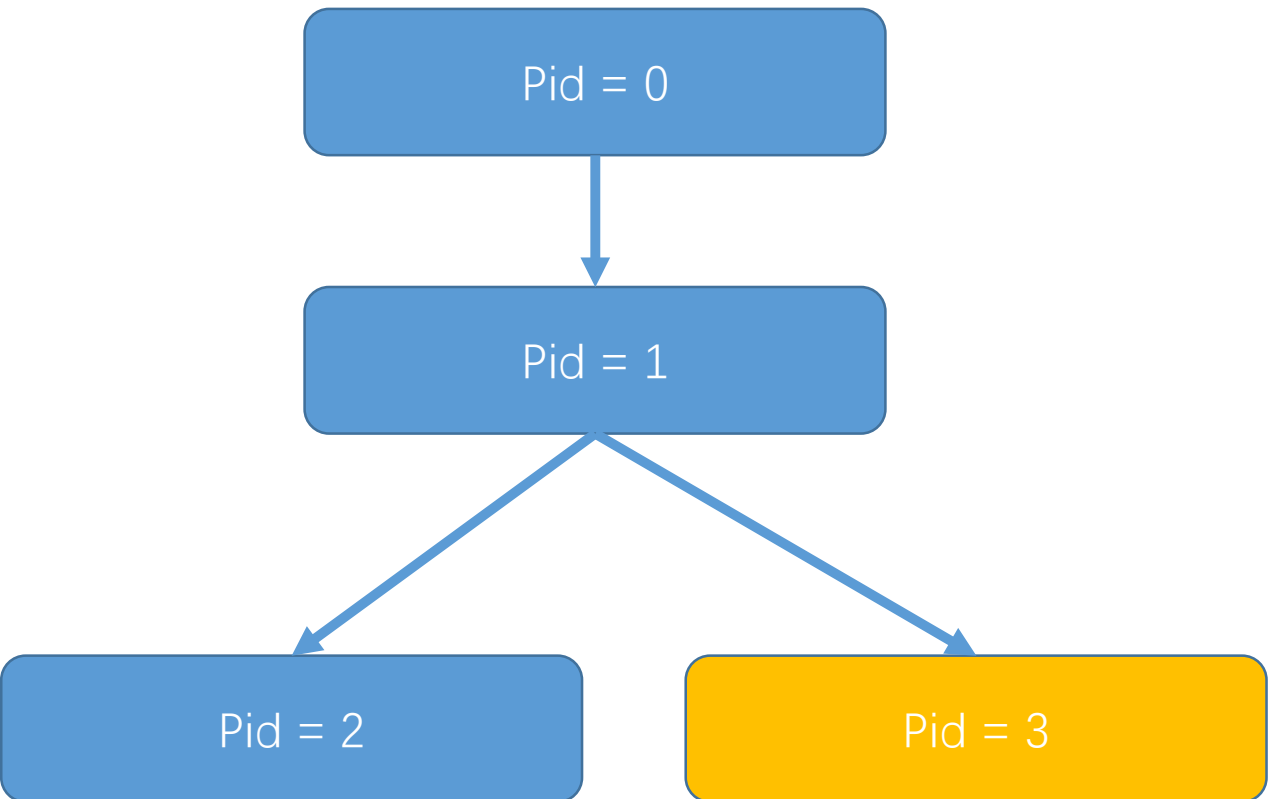 Pid = 0
Pid = 1
Pid = 2
Pid = 3